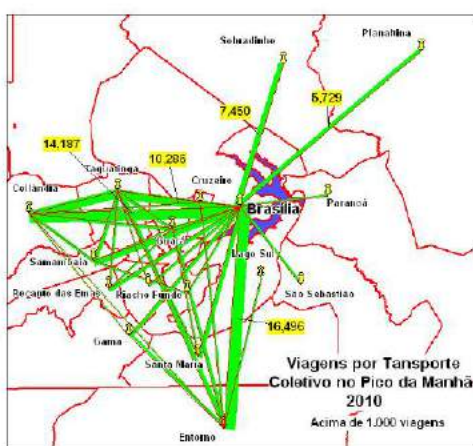 Sobradinho
Planaltina
7,450
5,729
14,187
10,286
Taguatinga
Cruzeiro
Ceilândia
Paranoá
Brasília
Guará
Samambaia
Lago Sul
Recanto das Emas
Riacho Fundo
São Sebastião
Gama
16,496
Santa Maria
Viagens por Tansporte
Coletivo no Pico da Manhã
2010
Acima de 1.000 viagens
Entorno